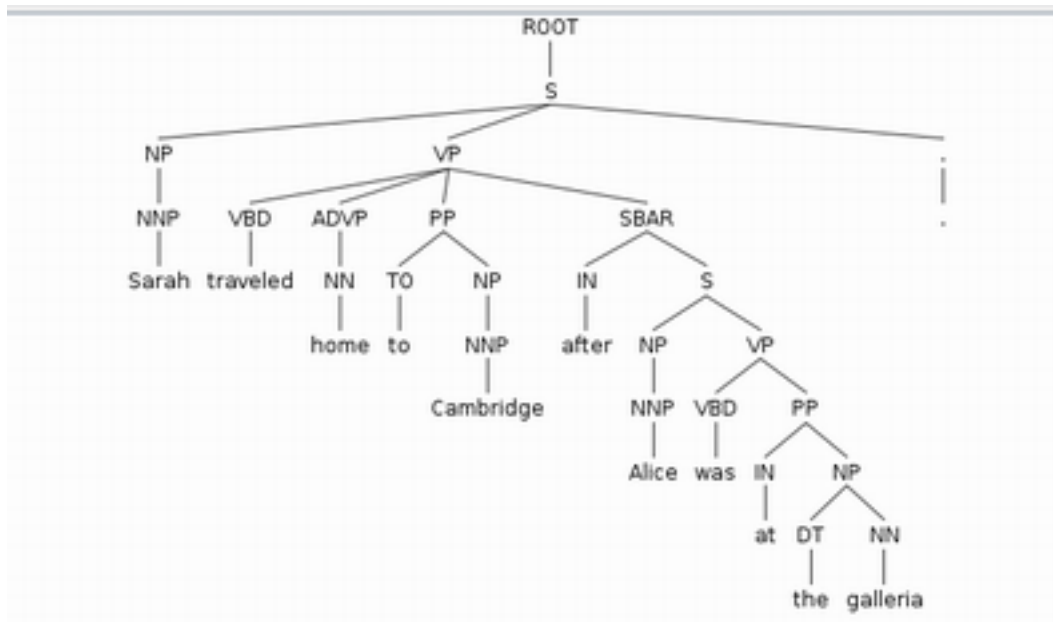 ROOT
S
NP VP .
NNP VBD ADVP PP SBAR .
Sarah traveled NN TO NP IN S
home to NNP after NP VP
Cambridge NNP VBD PP
Alice was IN NP
at DT NN
the galleria